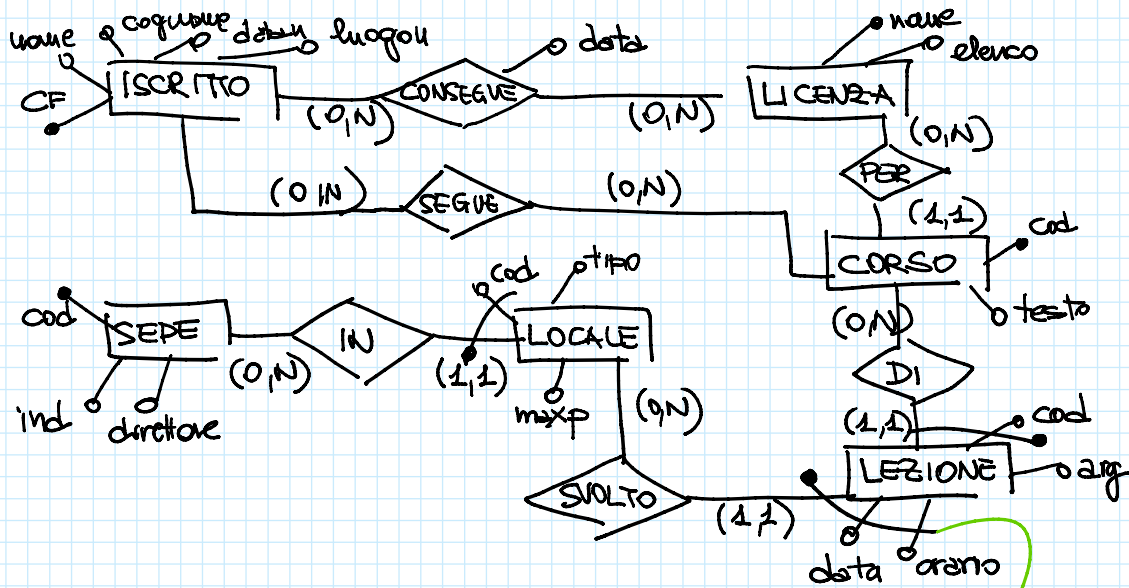 nome cognome datan luogon data nome elenco
CF ISCRITTO CONSEGUE LICENZA
(0,N) (0,N) (0,N)
PER
(0,N) SEGUE (0,N) (1,1) cod
CORSO
cod tipo testo
cod SEDE IN LOCALE (0,N)
(0,N) (1,1) DI
ind direttore maxp (0,N) (1,1) cod
LEZIONE arg
SVOLTO (1,1)
data orario